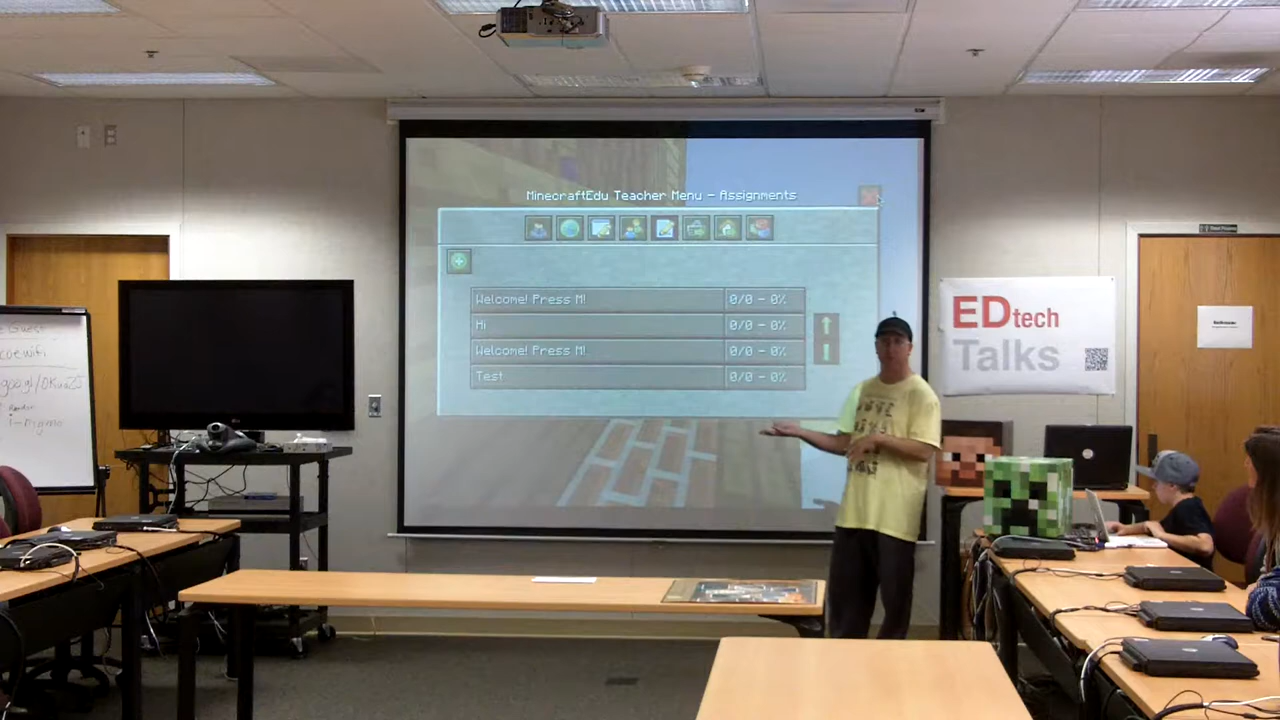 MinecraftEdu Teacher Menu - Assignments
Welcome! Press M! 0/0 - 0%
Hi 0/0 - 0%
Welcome! Press M! 0/0 - 0%
Test 0/0 - 0%
EDtech
Talks
Guest